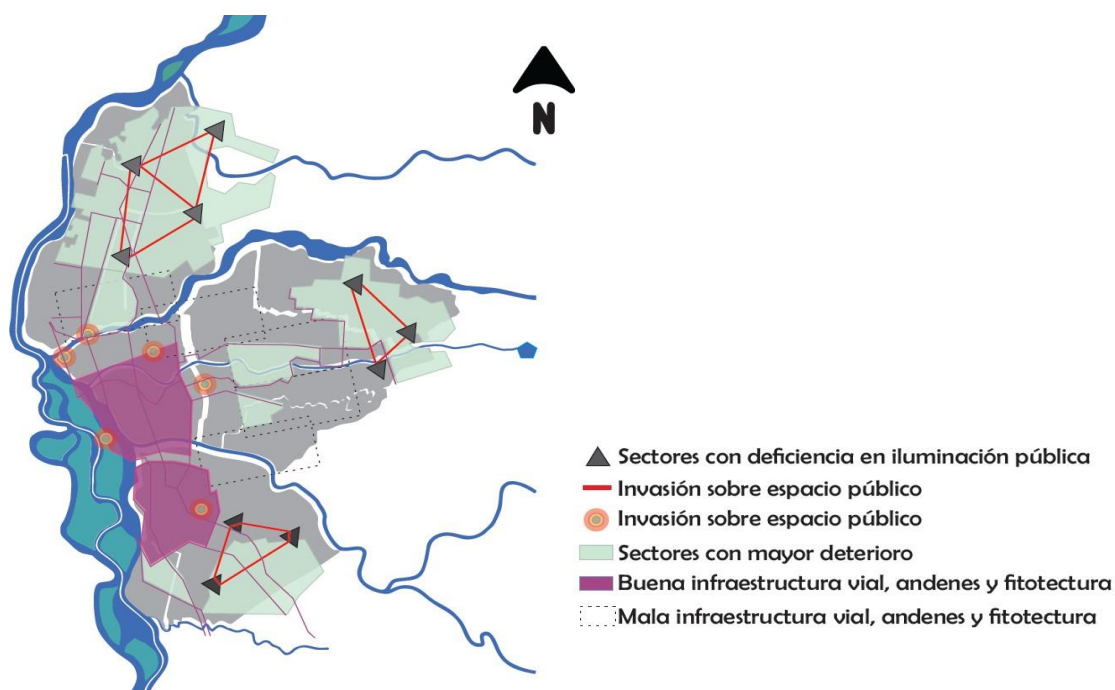 N
Sectores con deficiencia en iluminación pública
Invasión sobre espacio público
Invasión sobre espacio público
Sectores con mayor deterioro
Buena infraestructura vial, andenes y fitotectura
Mala infraestructura vial, andenes y fitotectura